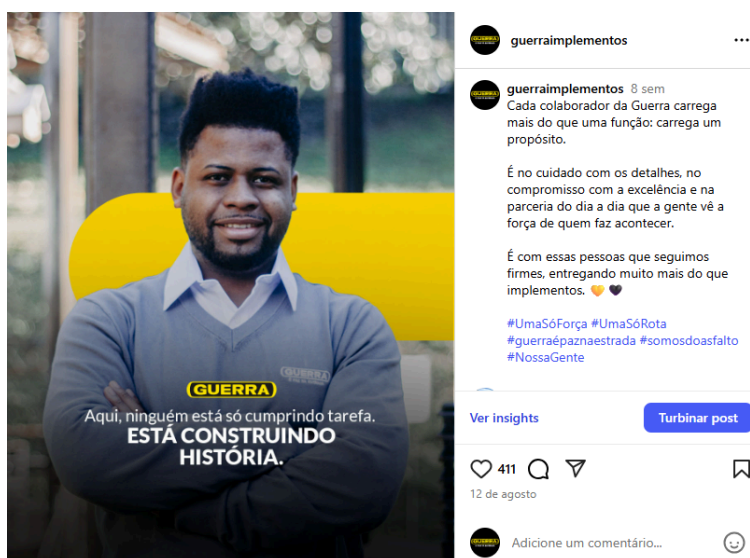 guerraimplementos
guerraimplementos 8 sem
Cada colaborador da Guerra carrega
mais do que uma função: carrega um
propósito.
É no cuidado com os detalhes, no
compromisso com a excelência e na
parceria do dia a dia que a gente vê a
força de quem faz acontecer.
É com essas pessoas que seguimos
firmes, entregando muito mais do que
implementos. 🧡 🖤
#UmaSóForça #UmaSóRota
#guerraépaznaestrada #somosdoasfalto
#NossaGente
GUERRA
GUERRA
Aqui, ninguém está só cumprindo tarefa.
ESTÁ CONSTRUINDO
HISTÓRIA.
Ver insights
Turbinar post
411
12 de agosto
Adicione um comentário...